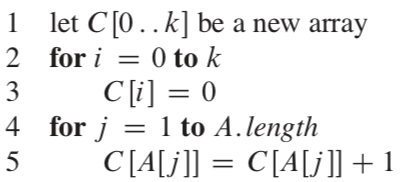 1 let C[0..k] be a new array
2 for i = 0 to k
3 C[i] = 0
4 for j = 1 to A.length
5 C[A[j]] = C[A[j]] + 1